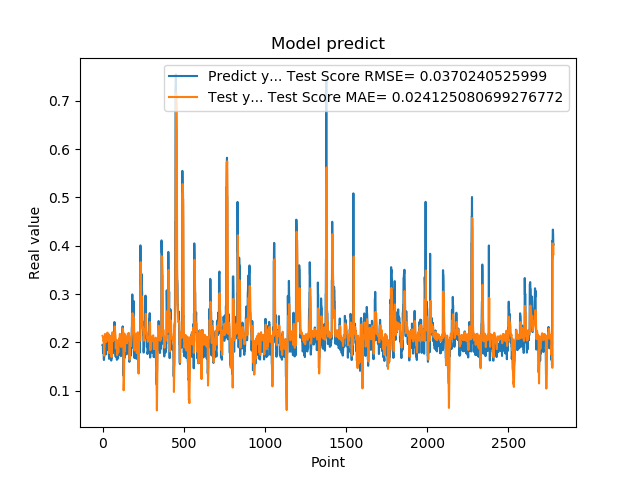 Model predict
Predict y... Test Score RMSE= 0.0370240525999
Test y... Test Score MAE= 0.024125080699276772
0.7
0.6
0.5
0.4
0.3
0.2
0.1
Real value
0 500 1000 1500 2000 2500
Point